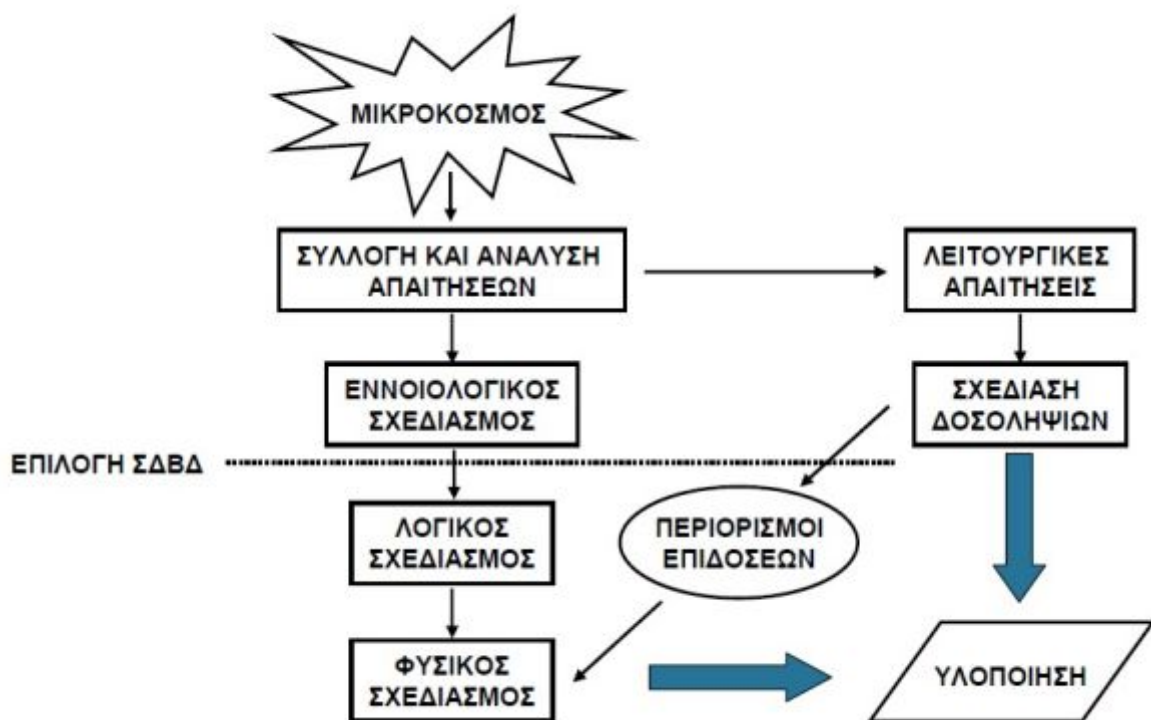 ΜΙΚΡΟΚΟΣΜΟΣ
ΣΥΛΛΟΓΗ ΚΑΙ ΑΝΑΛΥΣΗ
ΑΠΑΙΤΗΣΕΩΝ
ΛΕΙΤΟΥΡΓΙΚΕΣ
ΑΠΑΙΤΗΣΕΙΣ
ΕΝΝΟΙΟΛΟΓΙΚΟΣ
ΣΧΕΔΙΑΣΜΟΣ
ΣΧΕΔΙΑΣΗ
ΔΟΣΟΛΗΨΙΩΝ
ΕΠΙΛΟΓΗ ΣΔΒΔ
ΛΟΓΙΚΟΣ
ΣΧΕΔΙΑΣΜΟΣ
ΠΕΡΙΟΡΙΣΜΟΙ
ΕΠΙΔΟΣΕΩΝ
ΦΥΣΙΚΟΣ
ΣΧΕΔΙΑΣΜΟΣ
ΥΛΟΠΟΙΗΣΗ